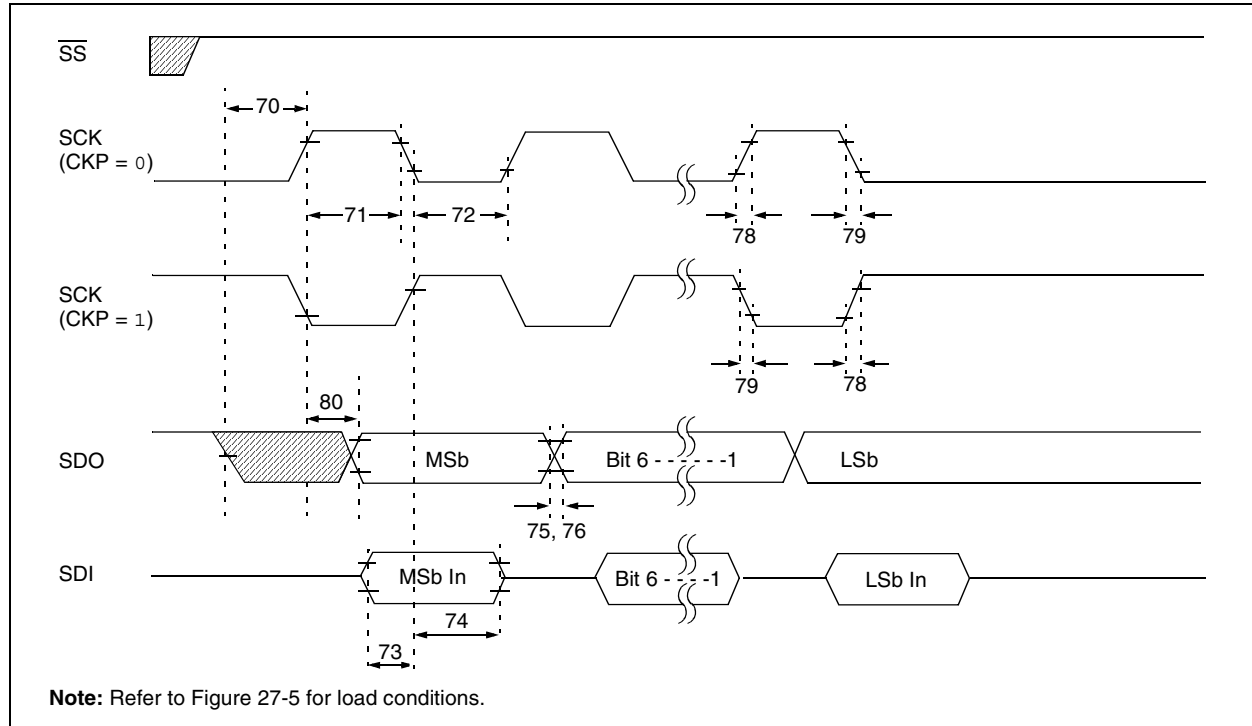 SS
70
SCK
(CKP = 0)
71
72
78
79
SCK
(CKP = 1)
79
78
80
SDO
MSb
Bit 6 - - - - - -1
LSb
75, 76
SDI
MSb In
Bit 6 - - - - -1
LSb In
74
73
Note: Refer to Figure 27-5 for load conditions.